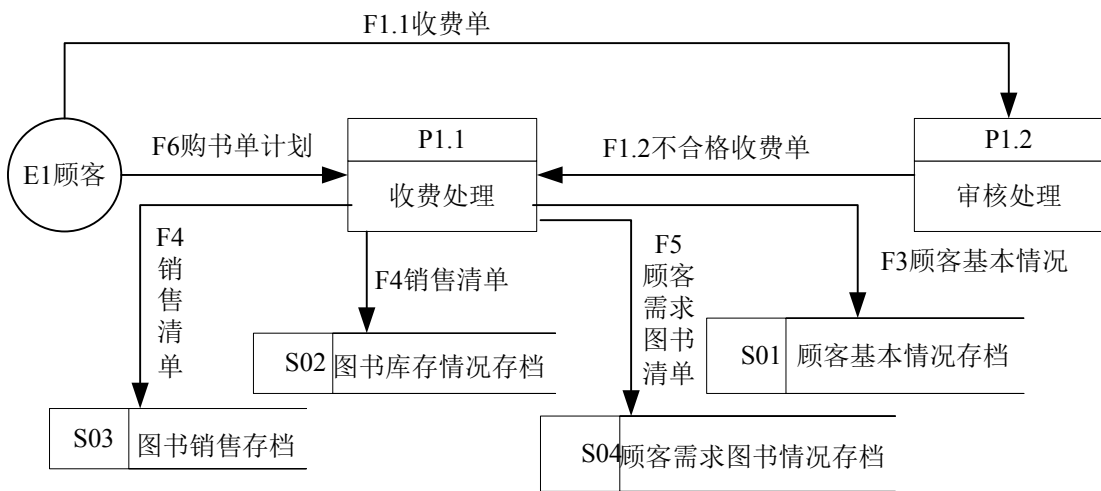 F1.1收费单
E1顾客
F6购书单计划
P1.1
收费处理
F1.2不合格收费单
P1.2
审核处理
F4
销
售
清
单
F4销售清单
F5
顾客
需求
图书
清单
F3顾客基本情况
S02
图书库存情况存档
S01
顾客基本情况存档
S03
图书销售存档
S04
顾客需求图书情况存档